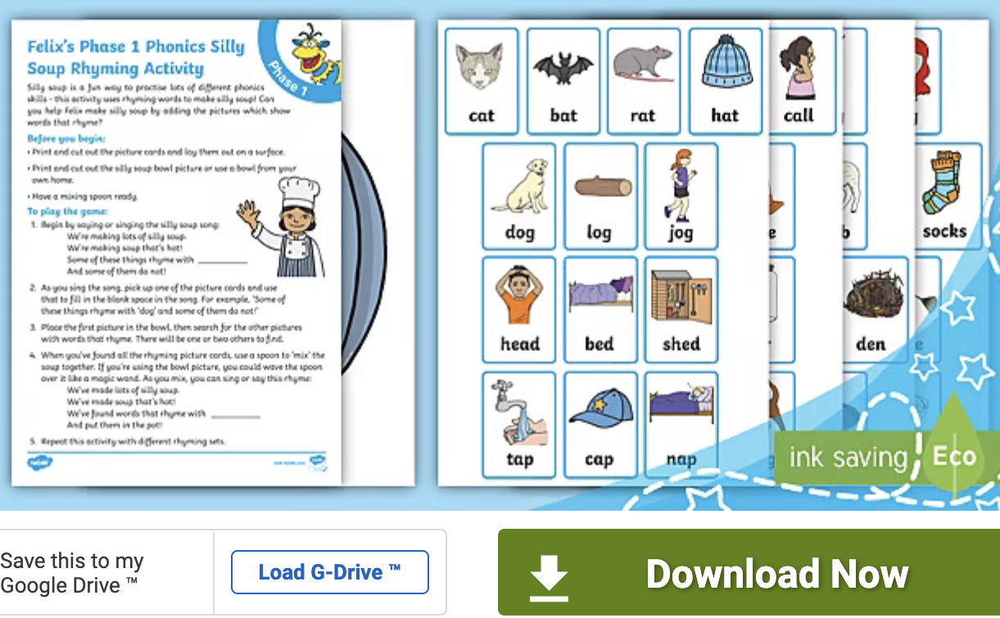 Felix's Phase 1 Phonics Silly
Soup Rhyming Activity
Phase 1
Silly soup is a fun way to practise lots of different phonics
skills - this activity uses rhyming words to make silly soup! Can
you help Felix make silly soup by adding the pictures which show
words that rhyme?
Before you begin:
• Print and cut out the picture cards and lay them out on a surface.
• Print and cut out the silly soup bowl picture or use a bowl from your
own home.
• Have a mixing spoon ready.
To play the game:
1. Begin by saying or singing the silly soup song:
We're making lots of silly soup.
We're making soup that's hot!
Some of these things rhyme with ________
And some of them do not!
2. As you sing the song, pick up one of the picture cards and use
that to fill in the blank space in the song. For example, 'Some of
these things rhyme with 'dog' and some of them do not!'
3. Place the first picture in the bowl, then search for the other pictures
with words that rhyme. There will be one or two others to find.
4. When you've found all the rhyming picture cards, use a spoon to 'mix' the
soup together. If you're using the bowl picture, you could wave the spoon
over it like a magic wand. As you mix, you can sing or say this rhyme:
We've made lots of silly soup.
We've made soup that's hot!
We've found words that rhyme with ________
And put them in the pot!
5. Repeat this activity with different rhyming sets.
cat bat rat hat call
dog log jog socks
head bed shed den
tap cap nap
ink saving Eco
Save this to my
Google Drive ™
Load G-Drive ™
Download Now